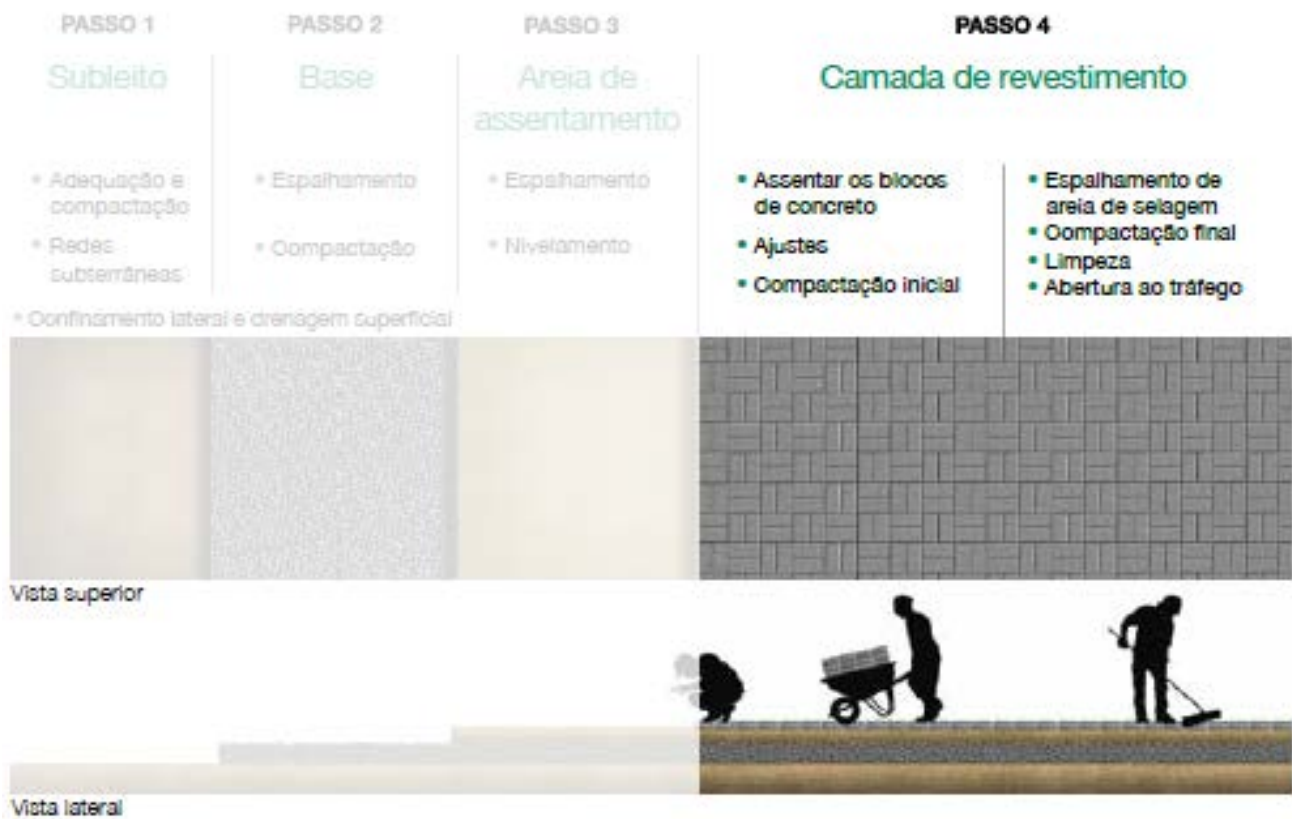 PASSO 1
Subleito
• Adequação e
compactação
• Redes
subterrâneas
PASSO 2
Base
• Espalhamento
• Compactação
PASSO 3
Areia de
assentamento
• Espalhamento
• Nivelamento
• Confinamento lateral e drenagem superficial
PASSO 4
Camada de revestimento
• Assentar os blocos
de concreto
• Ajustes
• Compactação inicial
• Espalhamento de
areia de selagem
• Compactação final
• Limpeza
• Abertura ao tráfego
Vista superior
Vista lateral